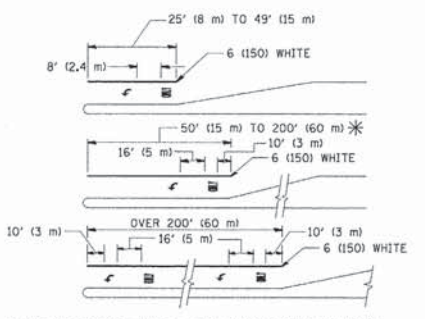 25' (8 m) TO 49' (15 m)
6 (150) WHITE
8' (2.4 m)
50' (15 m) TO 200' (60 m) *
16' (5 m)
10' (3 m)
6 (150) WHITE
OVER 200' (60 m)
10' (3 m)
16' (5 m)
10' (3 m)
6 (150) WHITE